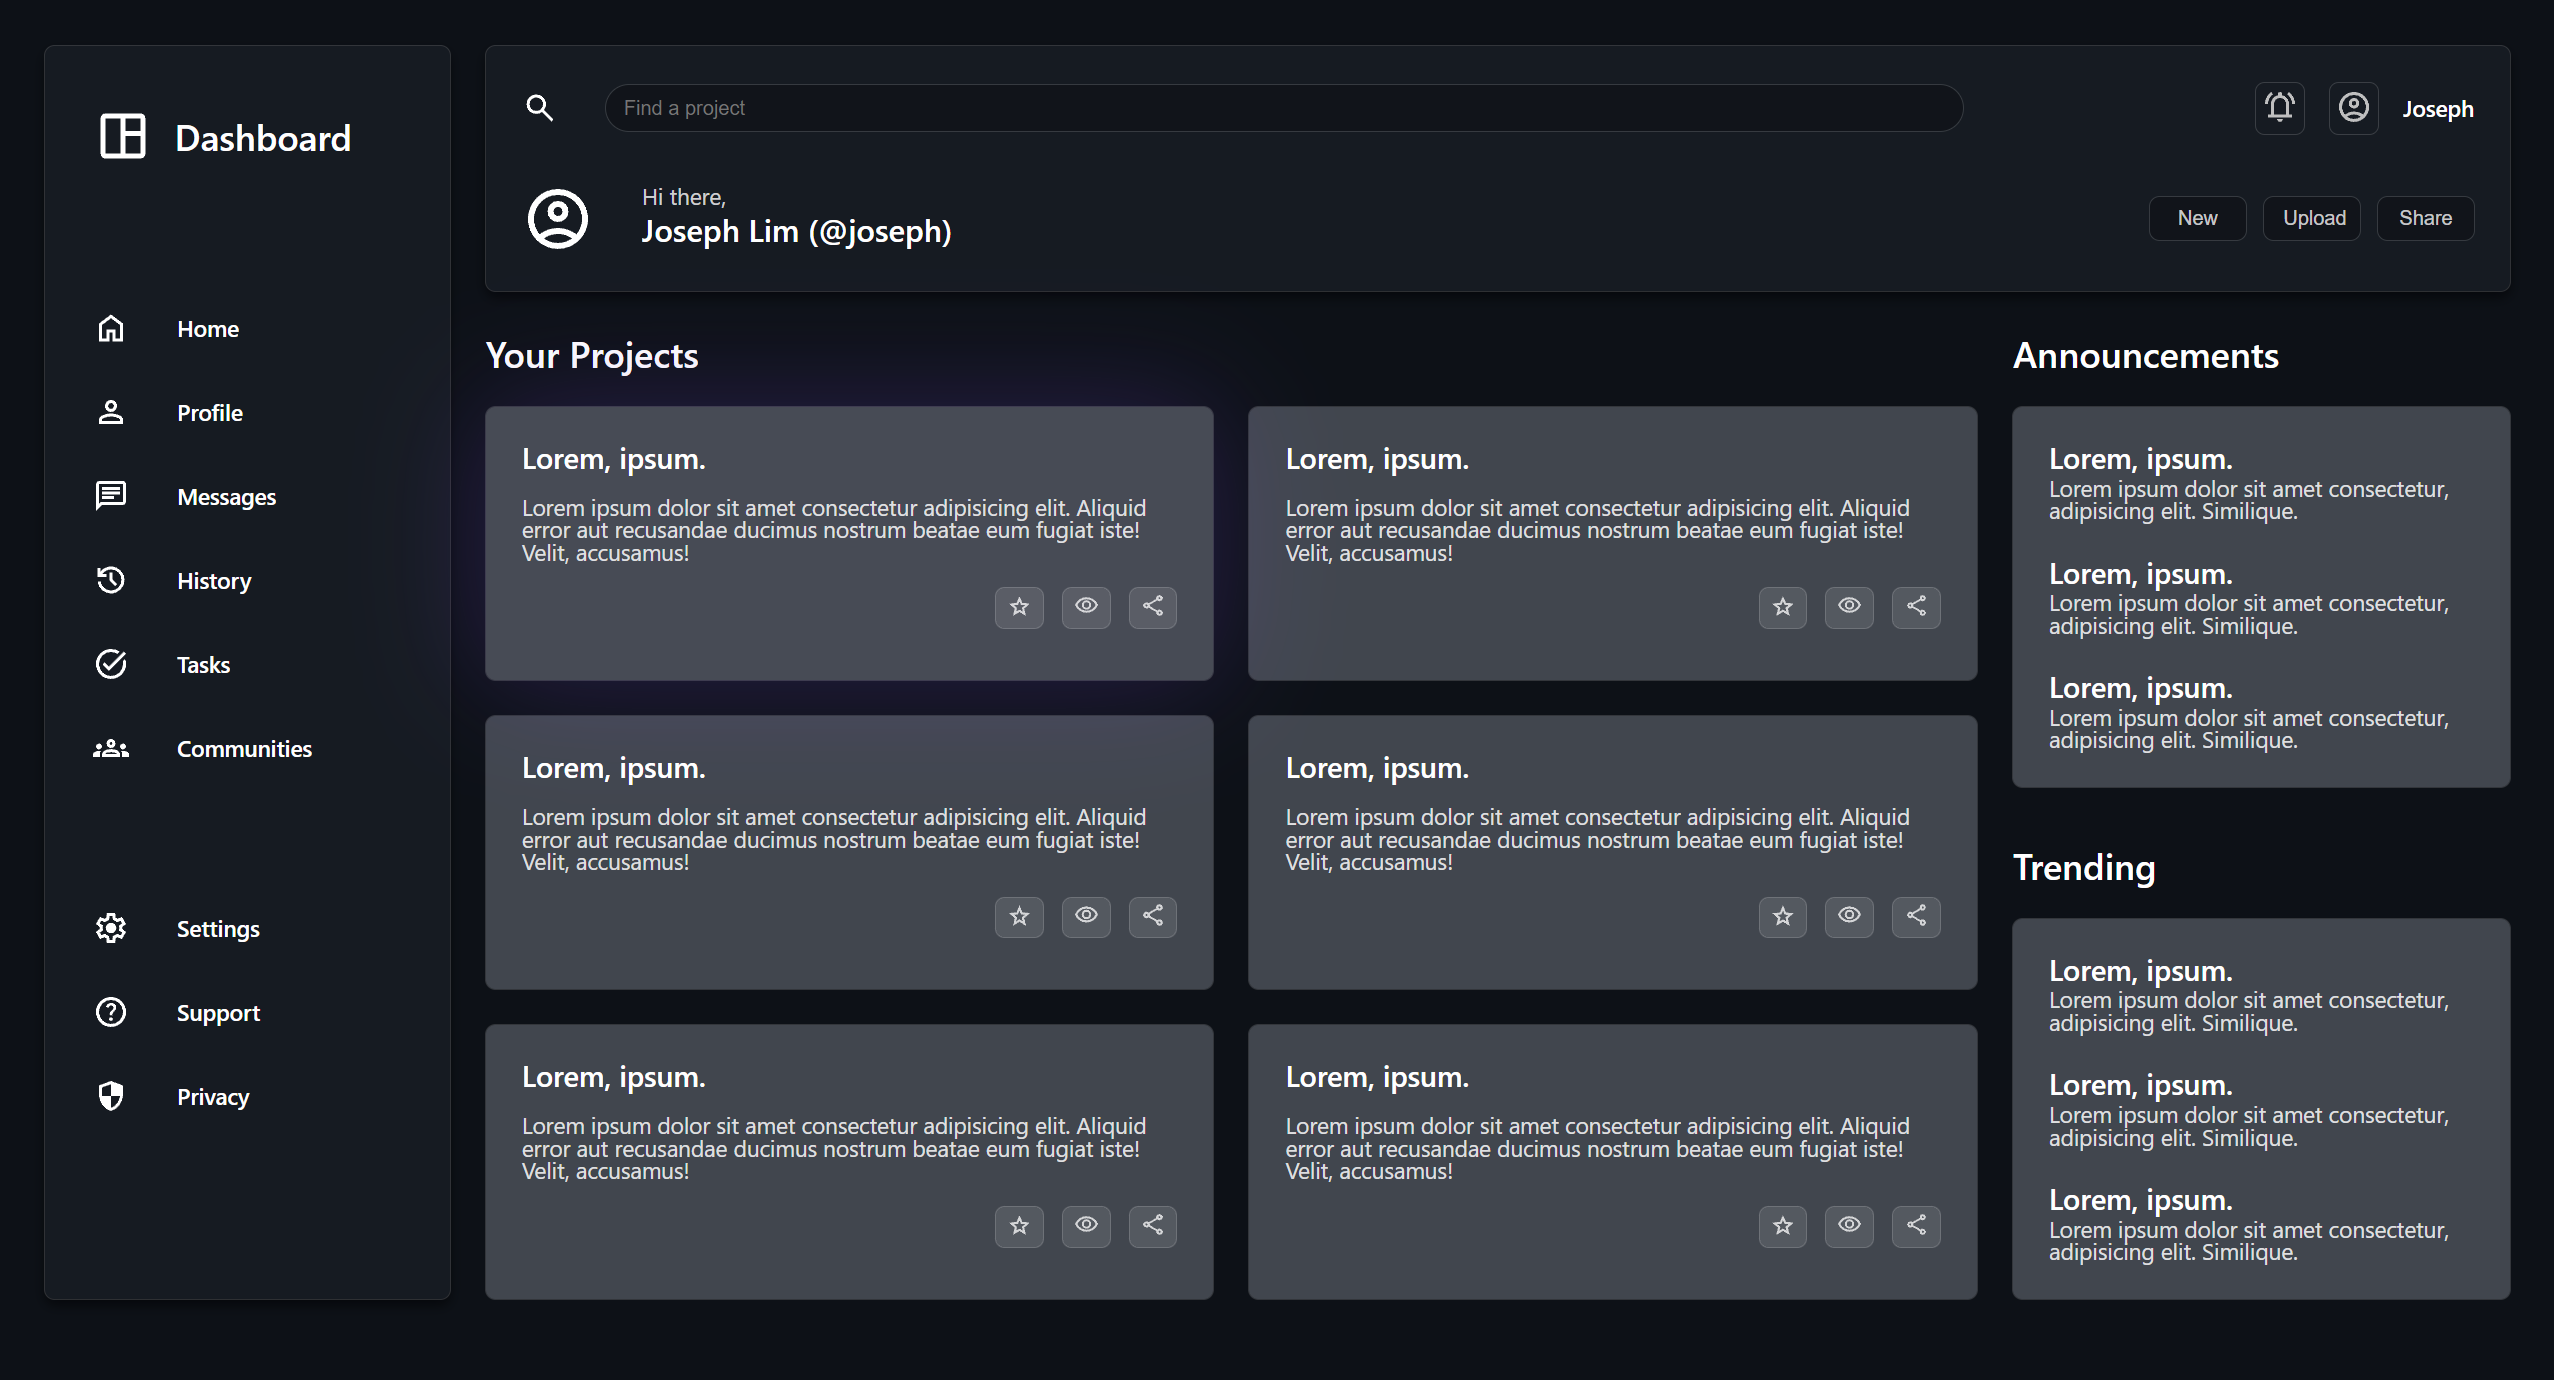 Dashboard
Home
Profile
Messages
History
Tasks
Communities
Settings
Support
Privacy
Find a project
Joseph
Hi there,
Joseph Lim (@joseph)
New
Upload
Share
Your Projects
Lorem, ipsum.
Lorem ipsum dolor sit amet consectetur adipisicing elit. Aliquid
error aut recusandae ducimus nostrum beatae eum fugiat iste!
Velit, accusamus!
Lorem, ipsum.
Lorem ipsum dolor sit amet consectetur adipisicing elit. Aliquid
error aut recusandae ducimus nostrum beatae eum fugiat iste!
Velit, accusamus!
Lorem, ipsum.
Lorem ipsum dolor sit amet consectetur adipisicing elit. Aliquid
error aut recusandae ducimus nostrum beatae eum fugiat iste!
Velit, accusamus!
Lorem, ipsum.
Lorem ipsum dolor sit amet consectetur adipisicing elit. Aliquid
error aut recusandae ducimus nostrum beatae eum fugiat iste!
Velit, accusamus!
Lorem, ipsum.
Lorem ipsum dolor sit amet consectetur adipisicing elit. Aliquid
error aut recusandae ducimus nostrum beatae eum fugiat iste!
Velit, accusamus!
Lorem, ipsum.
Lorem ipsum dolor sit amet consectetur adipisicing elit. Aliquid
error aut recusandae ducimus nostrum beatae eum fugiat iste!
Velit, accusamus!
Announcements
Lorem, ipsum.
Lorem ipsum dolor sit amet consectetur,
adipisicing elit. Similique.
Lorem, ipsum.
Lorem ipsum dolor sit amet consectetur,
adipisicing elit. Similique.
Lorem, ipsum.
Lorem ipsum dolor sit amet consectetur,
adipisicing elit. Similique.
Trending
Lorem, ipsum.
Lorem ipsum dolor sit amet consectetur,
adipisicing elit. Similique.
Lorem, ipsum.
Lorem ipsum dolor sit amet consectetur,
adipisicing elit. Similique.
Lorem, ipsum.
Lorem ipsum dolor sit amet consectetur,
adipisicing elit. Similique.